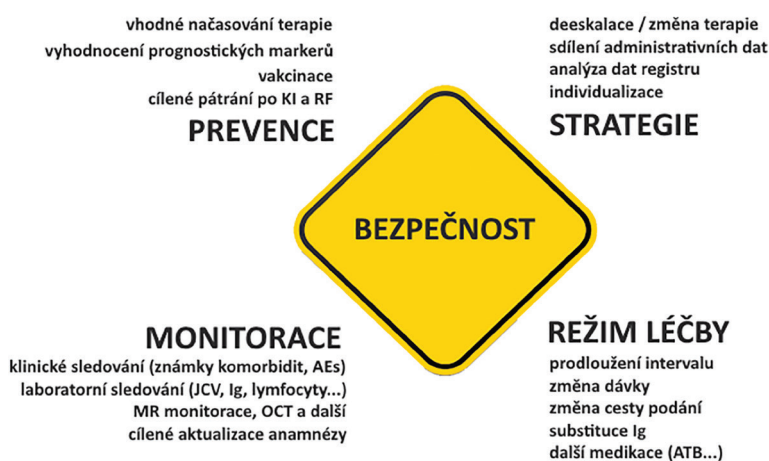 vhodné načasování terapie
vyhodnocení prognostických markerů
vakcinace
cílené pátrání po KI a RF
PREVENCE
deeskalace / změna terapie
sdílení administrativních dat
analýza dat registru
individualizace
STRATEGIE
BEZPEČNOST
MONITORACE
klinické sledování (známky komorbidit, AEs)
laboratorní sledování (JCV, Ig, lymfocyty...)
MR monitorace, OCT a další
cílené aktualizace anamnézy
REŽIM LÉČBY
prodloužení intervalu
změna dávky
změna cesty podání
substituce Ig
další medikace (ATB...)